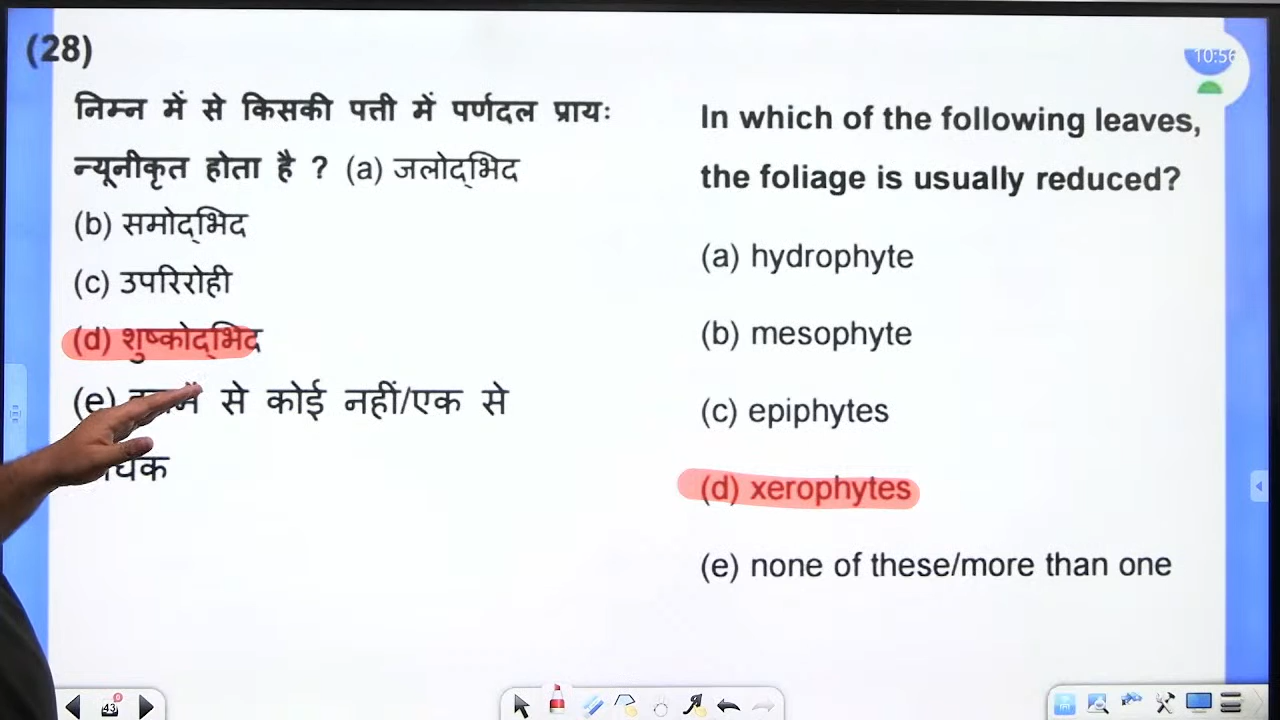 (28)
10:56
निम्न में से किसकी पत्ती में पर्णदल प्रायः
न्यूनीकृत होता है ? (a) जलोद्भिद
(b) समोद्भिद
(c) उपरिरोही
(d) शुष्कोद्भिद
(e) से कोई नहीं/एक से
In which of the following leaves,
the foliage is usually reduced?
(a) hydrophyte
(b) mesophyte
(c) epiphytes
(d) xerophytes
(e) none of these/more than one
43